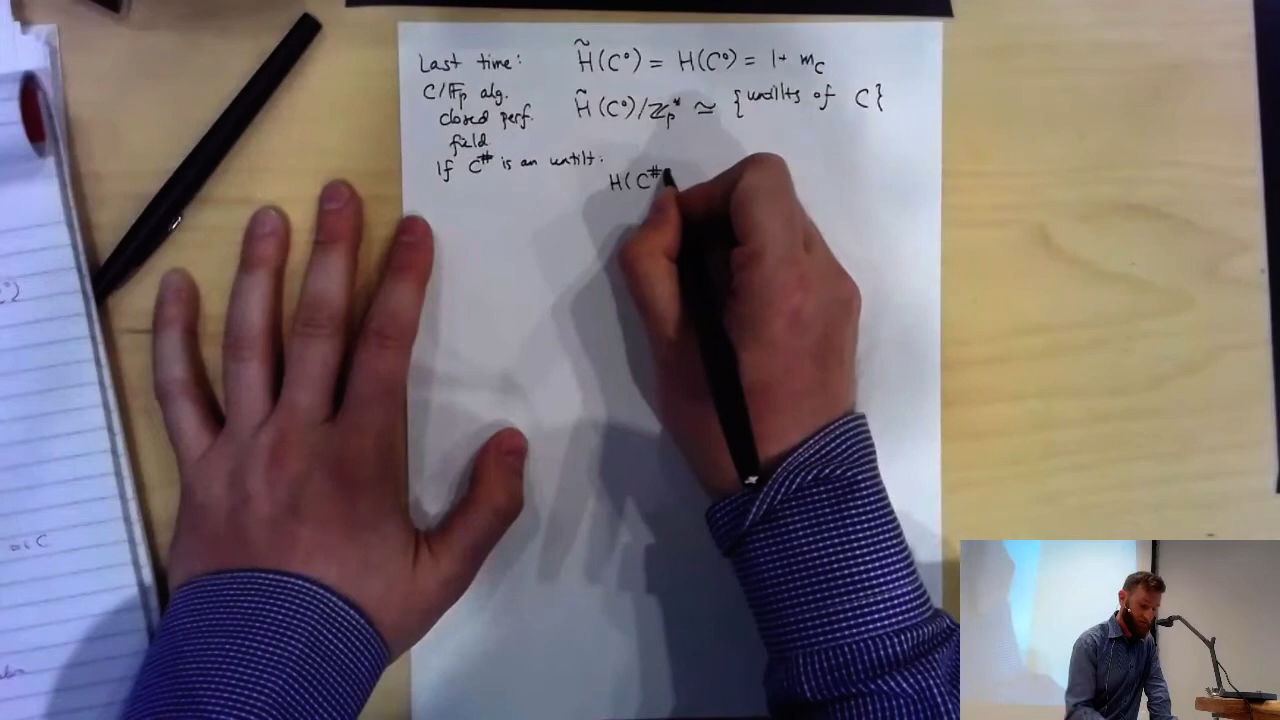 Last time: H̃(C°) = H(C°) = 1+ m_C
C/F_p alg.
closed perf. H̃(C°)/ℤ_p^* ≃ {untilts of C}
field
If C^# is an untilt:
H(C^#
= C